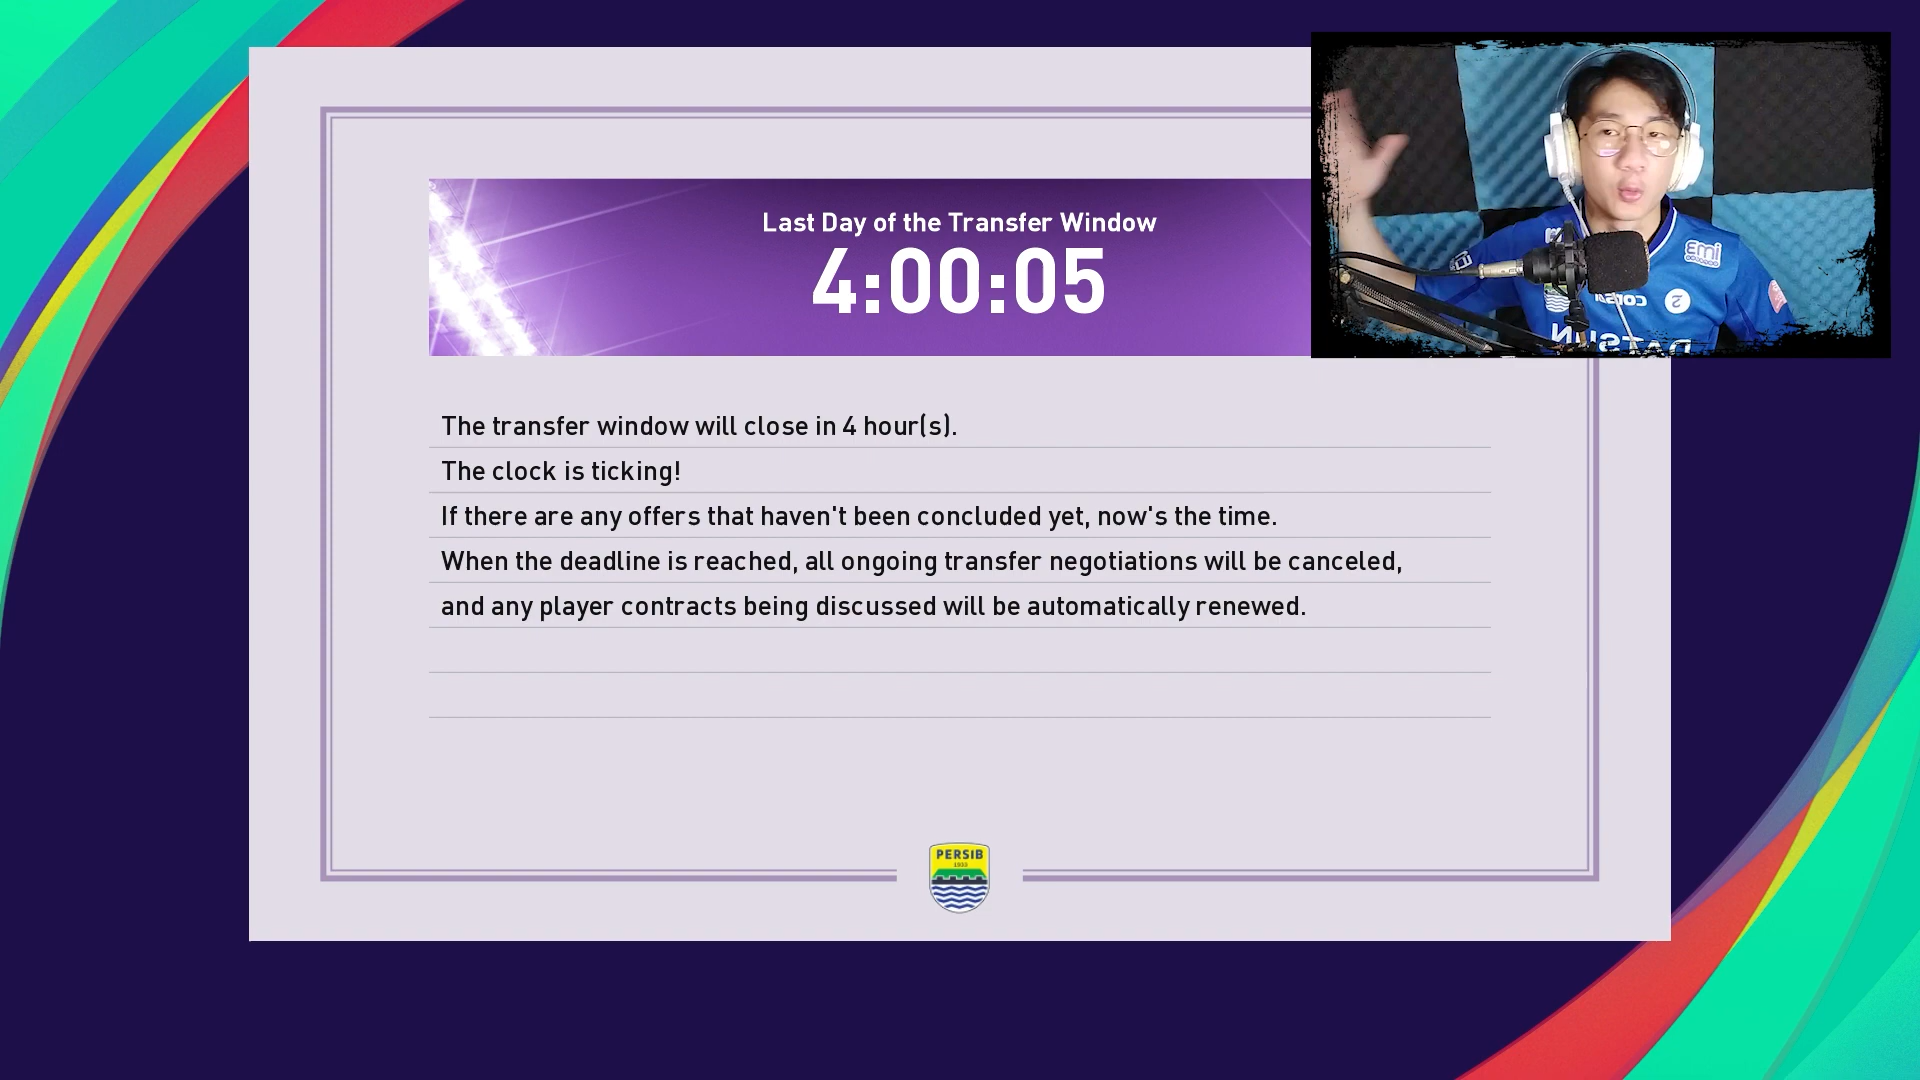 Last Day of the Transfer Window
4:00:05
The transfer window will close in 4 hour(s).
The clock is ticking!
If there are any offers that haven't been concluded yet, now's the time.
When the deadline is reached, all ongoing transfer negotiations will be canceled,
and any player contracts being discussed will be automatically renewed.
PERSIB
1933
emi
DATSUN